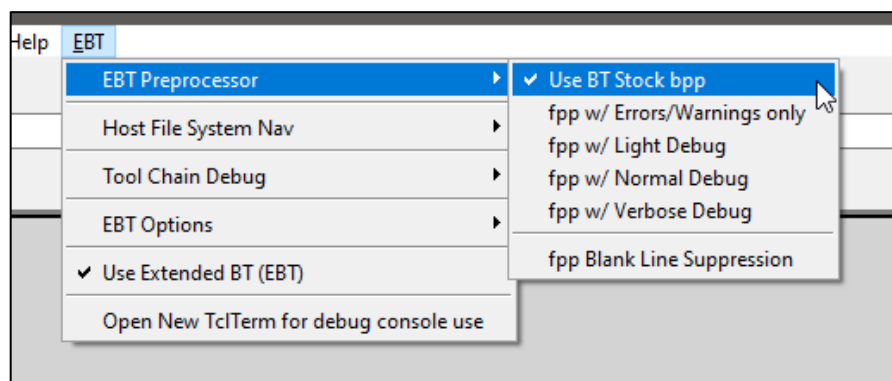 Help EBT
EBT Preprocessor
Host File System Nav
Tool Chain Debug
EBT Options
Use Extended BT (EBT)
Open New TclTerm for debug console use
Use BT Stock bpp
fpp w/ Errors/Warnings only
fpp w/ Light Debug
fpp w/ Normal Debug
fpp w/ Verbose Debug
fpp Blank Line Suppression